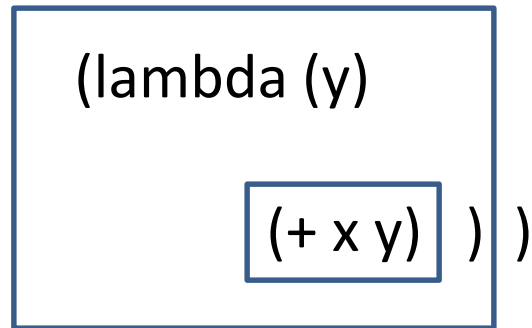 (lambda (y)
(+ x y) ) )